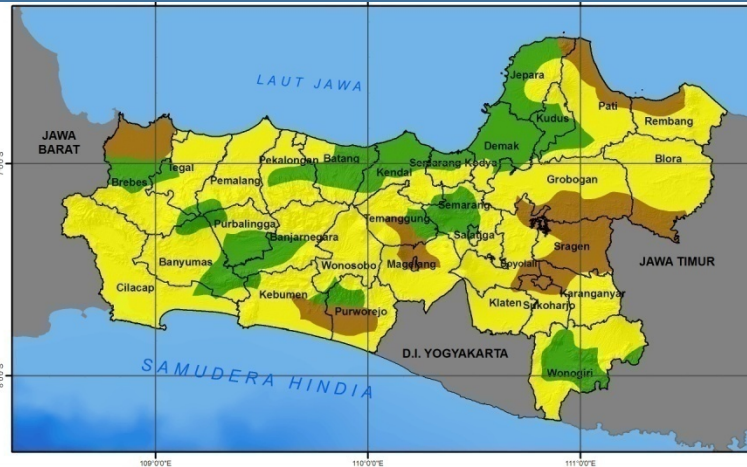 LAUT JAWA
JAWA
BARAT
Jepara
Kudus
Pati
Rembang
Demak
Blora
Tegal
Pekalongan
Batang
Kendal
Semarang Kodya
Brebes
Pemalang
Grobogan
Purbalingga
Temanggung
Semarang
Banjarnegara
Salatiga
Sragen
Banyumas
Wonosobo
Magelang
Boyolali
JAWA TIMUR
Cilacap
Kebumen
Purworejo
Klaten
Sukoharjo
Karanganyar
D.I. YOGYAKARTA
Wonogiri
SAMUDERA HINDIA
109°0'0"E
110°0'0"E
111°0'0"E